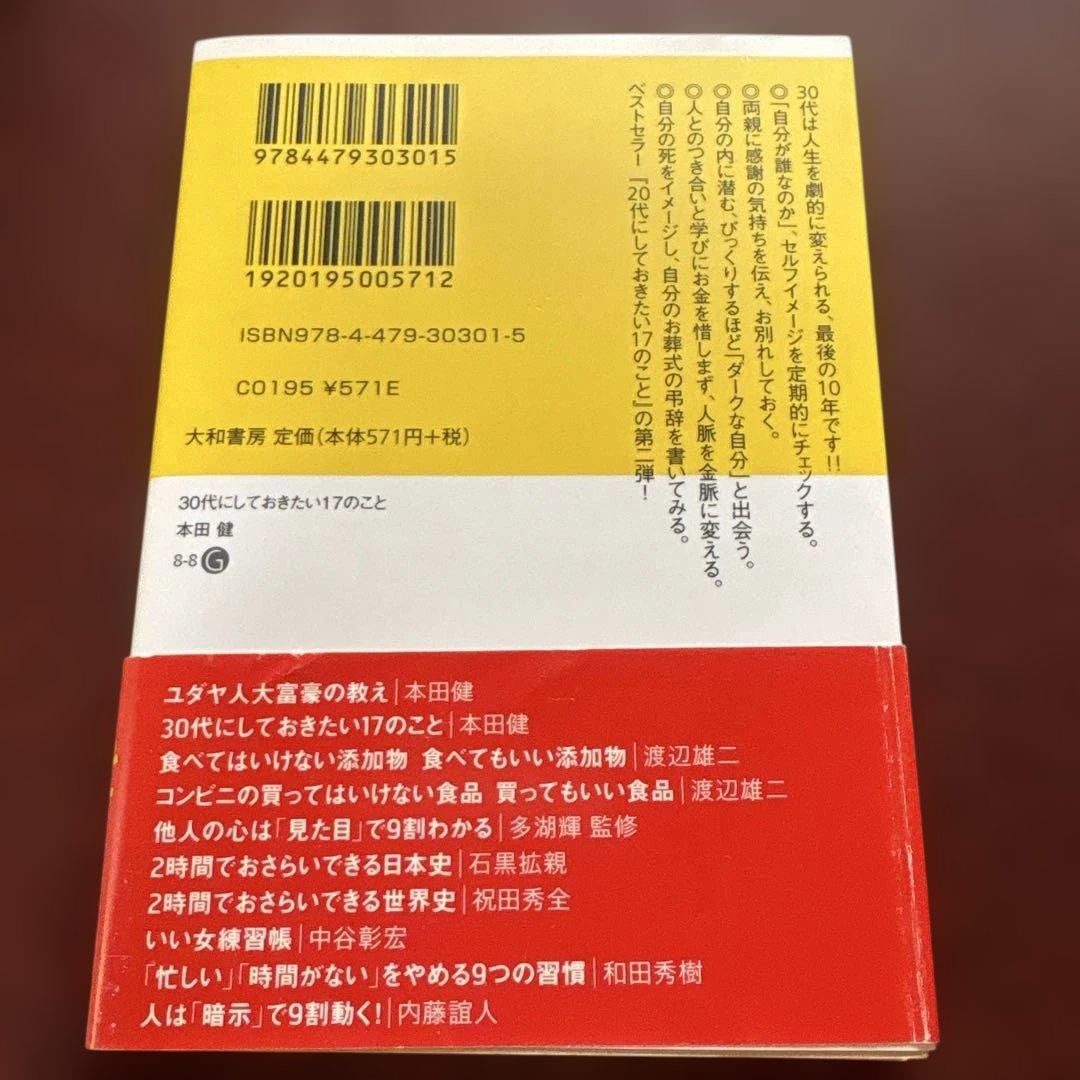 9784479303015
1920195005712
ISBN978-4-479-30301-5
C0195 ¥571E
大和書房 定価(本体571円+税)
30代は人生を劇的に変えられる、最後の10年です!!
◎「自分が誰なのか」、セルフイメージを定期的にチェックする。
◎両親に感謝の気持ちを伝え、お別れしておく。
◎自分の内に潜む、びっくりするほど「ダークな自分」と出会う。
◎人とのつき合いと学びにお金を惜しまず、人脈を金脈に変える。
◎自分の死をイメージし、自分のお葬式の弔辞を書いてみる。
ベストセラー『20代にしておきたい17のこと』の第二弾!
30代にしておきたい17のこと
本田 健
8-8 G
ユダヤ人大富豪の教え|本田健
30代にしておきたい17のこと|本田健
食べてはいけない添加物 食べてもいい添加物|渡辺雄二
コンビニの買ってはいけない食品 買ってもいい食品|渡辺雄二
他人の心は「見た目」で9割わかる|多湖輝 監修
2時間でおさらいできる日本史|石黒拡親
2時間でおさらいできる世界史|祝田秀全
いい女練習帳|中谷彰宏
「忙しい」「時間がない」をやめる9つの習慣|和田秀樹
人は「暗示」で9割動く!|内藤誼人